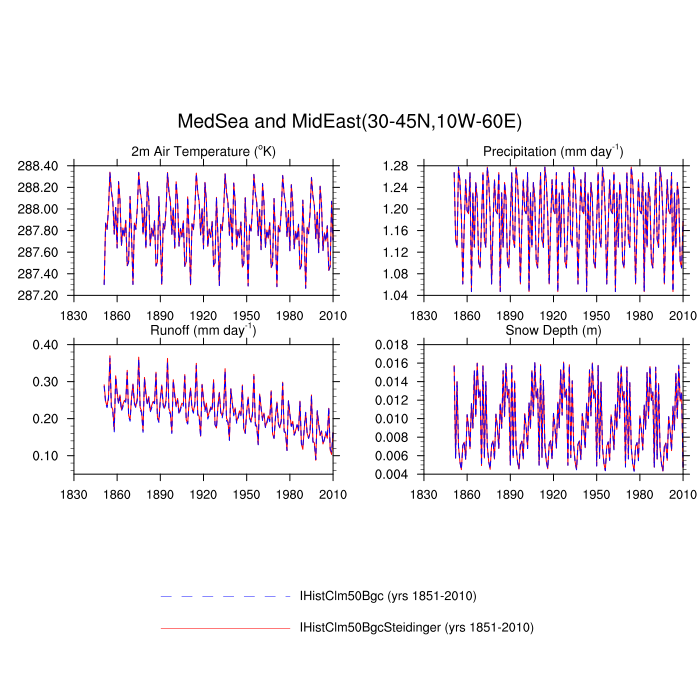 MedSea and MidEast(30-45N,10W-60E)
2m Air Temperature (°K)
288.40
288.20
288.00
287.80
287.60
287.40
287.20
1830 1860 1890 1920 1950 1980 2010
Precipitation (mm day⁻¹)
1.28
1.24
1.20
1.16
1.12
1.08
1.04
1830 1860 1890 1920 1950 1980 2010
Runoff (mm day⁻¹)
0.40
0.30
0.20
0.10
1830 1860 1890 1920 1950 1980 2010
Snow Depth (m)
0.018
0.016
0.014
0.012
0.010
0.008
0.006
0.004
1830 1860 1890 1920 1950 1980 2010
IHistClm50Bgc (yrs 1851-2010)
IHistClm50BgcSteidinger (yrs 1851-2010)